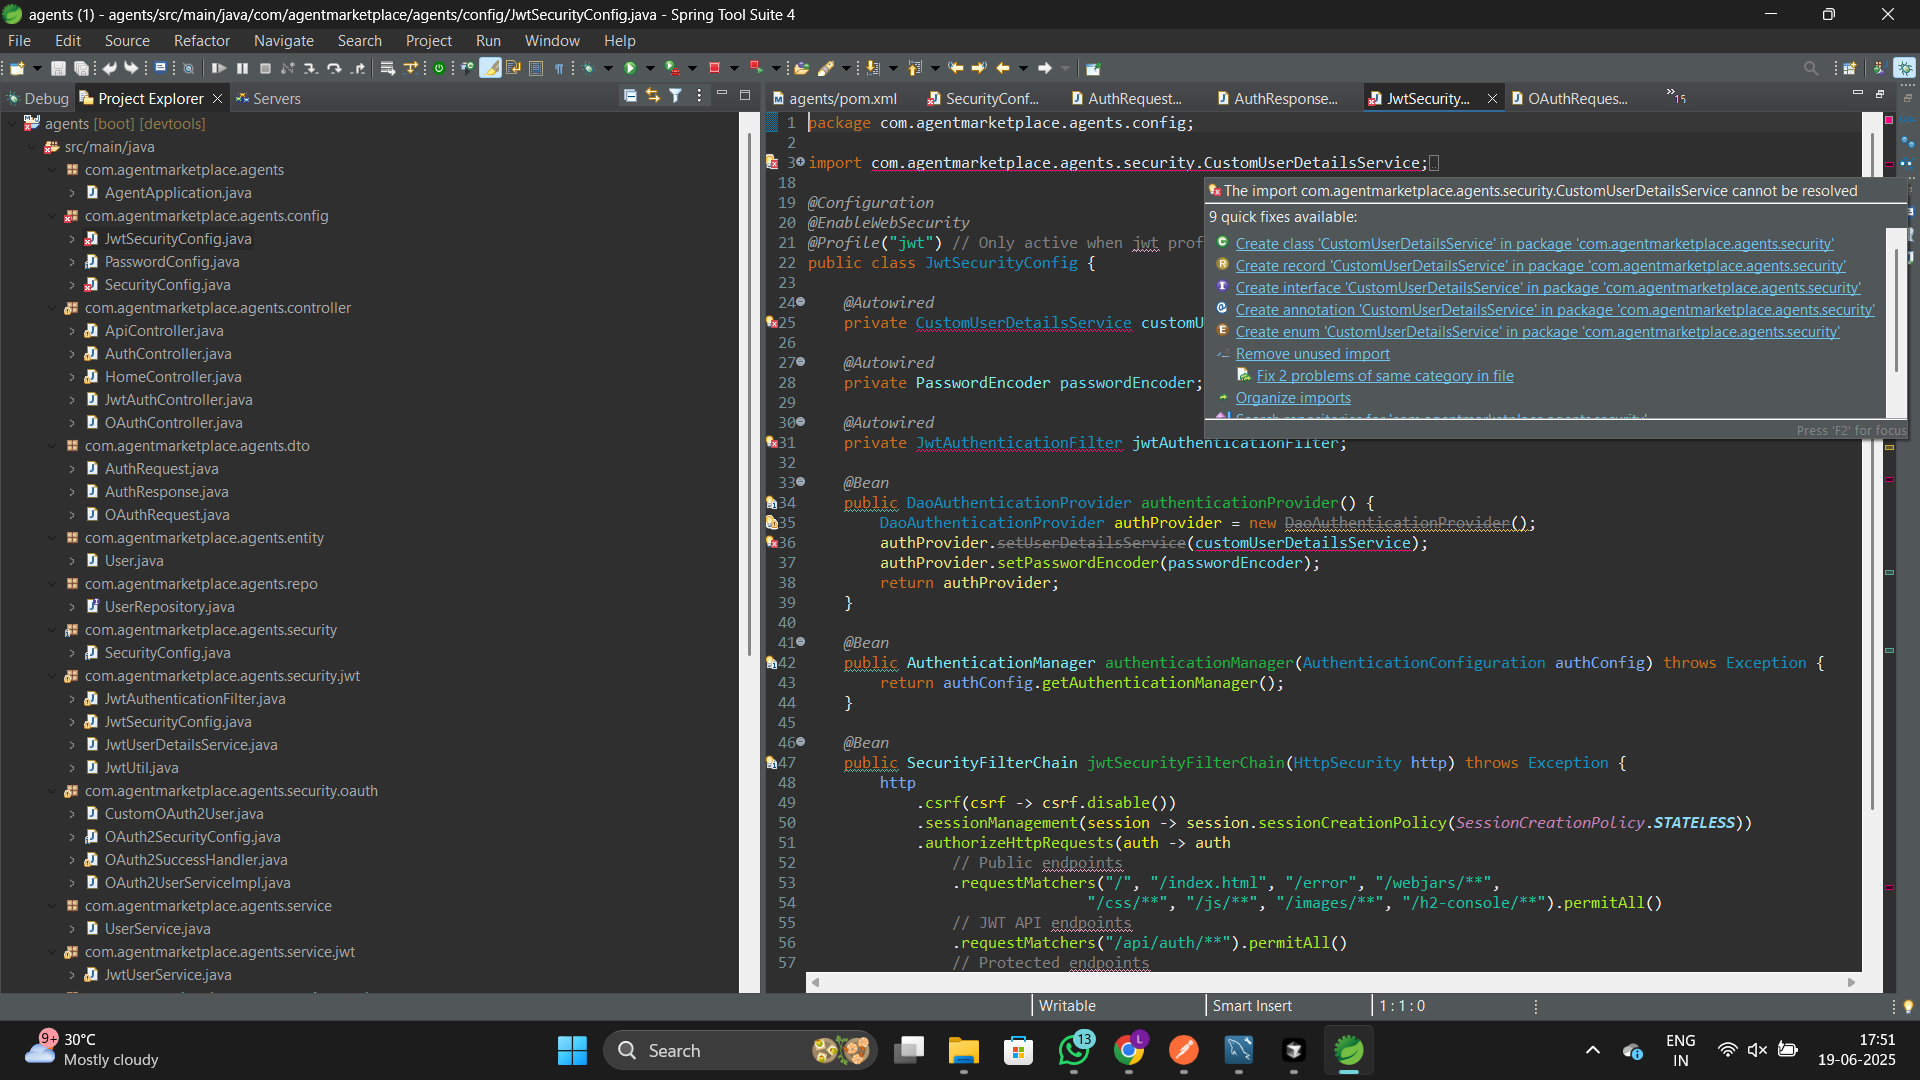 agents (1) - agents/src/main/java/com/agentmarketplace/agents/config/JwtSecurityConfig.java - Spring Tool Suite 4
File Edit Source Refactor Navigate Search Project Run Window Help
Debug Project Explorer Servers
agents [boot] [devtools]
src/main/java
com.agentmarketplace.agents
AgentApplication.java
com.agentmarketplace.agents.config
JwtSecurityConfig.java
PasswordConfig.java
SecurityConfig.java
com.agentmarketplace.agents.controller
ApiController.java
AuthController.java
HomeController.java
JwtAuthController.java
OAuthController.java
com.agentmarketplace.agents.dto
AuthRequest.java
AuthResponse.java
OAuthRequest.java
com.agentmarketplace.agents.entity
User.java
com.agentmarketplace.agents.repo
UserRepository.java
com.agentmarketplace.agents.security
SecurityConfig.java
com.agentmarketplace.agents.security.jwt
JwtAuthenticationFilter.java
JwtSecurityConfig.java
JwtUserDetailsService.java
JwtUtil.java
com.agentmarketplace.agents.security.oauth
CustomOAuth2User.java
OAuth2SecurityConfig.java
OAuth2SuccessHandler.java
OAuth2UserServiceImpl.java
com.agentmarketplace.agents.service
UserService.java
com.agentmarketplace.agents.service.jwt
JwtUserService.java
agents/pom.xml SecurityConf... AuthRequest... AuthResponse... JwtSecurity... OAuthReques... 15
1 package com.agentmarketplace.agents.config;
2
3 import com.agentmarketplace.agents.security.CustomUserDetailsService;
18
19 @Configuration
20 @EnableWebSecurity
21 @Profile("jwt") // Only active when jwt prof
22 public class JwtSecurityConfig {
23
24 @Autowired
25 private CustomUserDetailsService customU
26
27 @Autowired
28 private PasswordEncoder passwordEncoder;
29
30 @Autowired
31 private JwtAuthenticationFilter jwtAuthenticationFilter;
32
33 @Bean
34 public DaoAuthenticationProvider authenticationProvider() {
35 DaoAuthenticationProvider authProvider = new DaoAuthenticationProvider();
36 authProvider.setUserDetailsService(customUserDetailsService);
37 authProvider.setPasswordEncoder(passwordEncoder);
38 return authProvider;
39 }
40
41 @Bean
42 public AuthenticationManager authenticationManager(AuthenticationConfiguration authConfig) throws Exception {
43 return authConfig.getAuthenticationManager();
44 }
45
46 @Bean
47 public SecurityFilterChain jwtSecurityFilterChain(HttpSecurity http) throws Exception {
48 http
49 .csrf(csrf -> csrf.disable())
50 .sessionManagement(session -> session.sessionCreationPolicy(SessionCreationPolicy.STATELESS))
51 .authorizeHttpRequests(auth -> auth
52 // Public endpoints
53 .requestMatchers("/", "/index.html", "/error", "/webjars/**",
54 "/css/**", "/js/**", "/images/**", "/h2-console/**").permitAll()
55 // JWT API endpoints
56 .requestMatchers("/api/auth/**").permitAll()
57 // Protected endpoints
The import com.agentmarketplace.agents.security.CustomUserDetailsService cannot be resolved
9 quick fixes available:
Create class 'CustomUserDetailsService' in package 'com.agentmarketplace.agents.security'
Create record 'CustomUserDetailsService' in package 'com.agentmarketplace.agents.security'
Create interface 'CustomUserDetailsService' in package 'com.agentmarketplace.agents.security'
Create annotation 'CustomUserDetailsService' in package 'com.agentmarketplace.agents.security'
Create enum 'CustomUserDetailsService' in package 'com.agentmarketplace.agents.security'
Remove unused import
Fix 2 problems of same category in file
Organize imports
Search repositories for 'com.agentmarketplace.agents.security'
Press 'F2' for focus
Writable Smart Insert 1 : 1 : 0
9+ 30°C
Mostly cloudy
Search
13
L
ENG
IN
17:51
19-06-2025